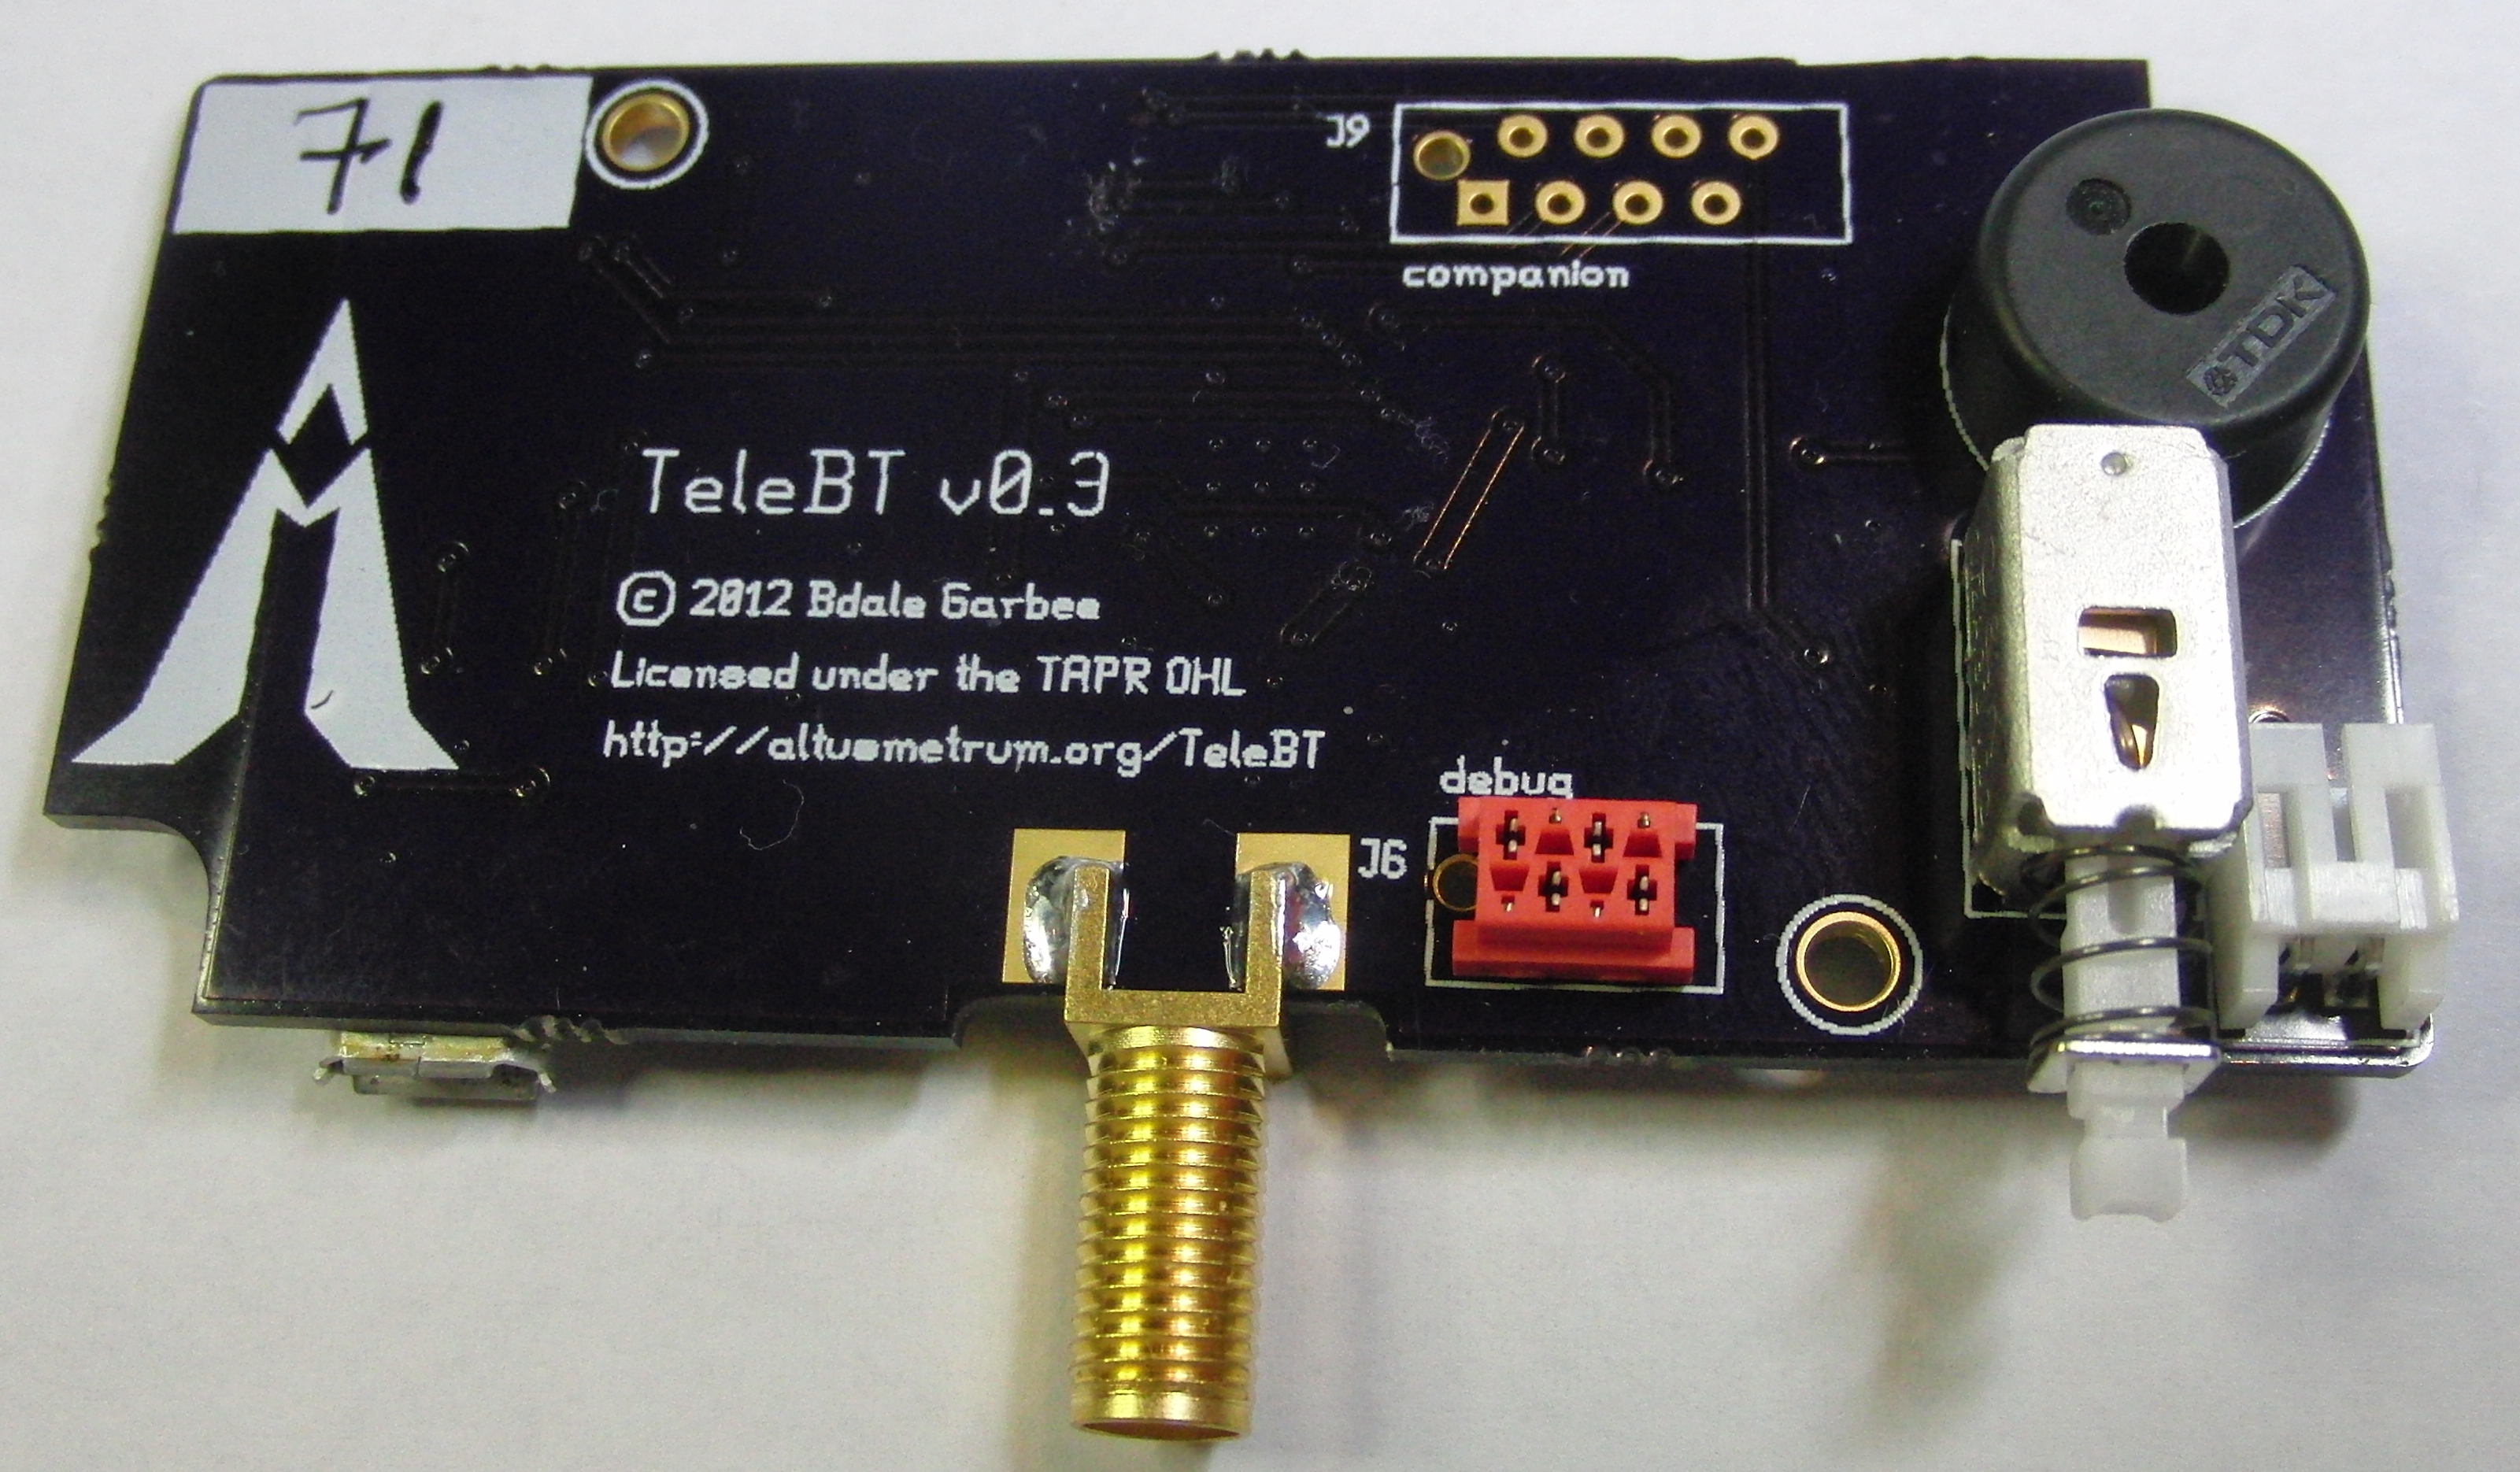 71
J9
companion
TDK
TeleBT v0.3
© 2012 Bdale Garbee
Licensed under the TAPR OHL
http://altusmetrum.org/TeleBT
debug
J6